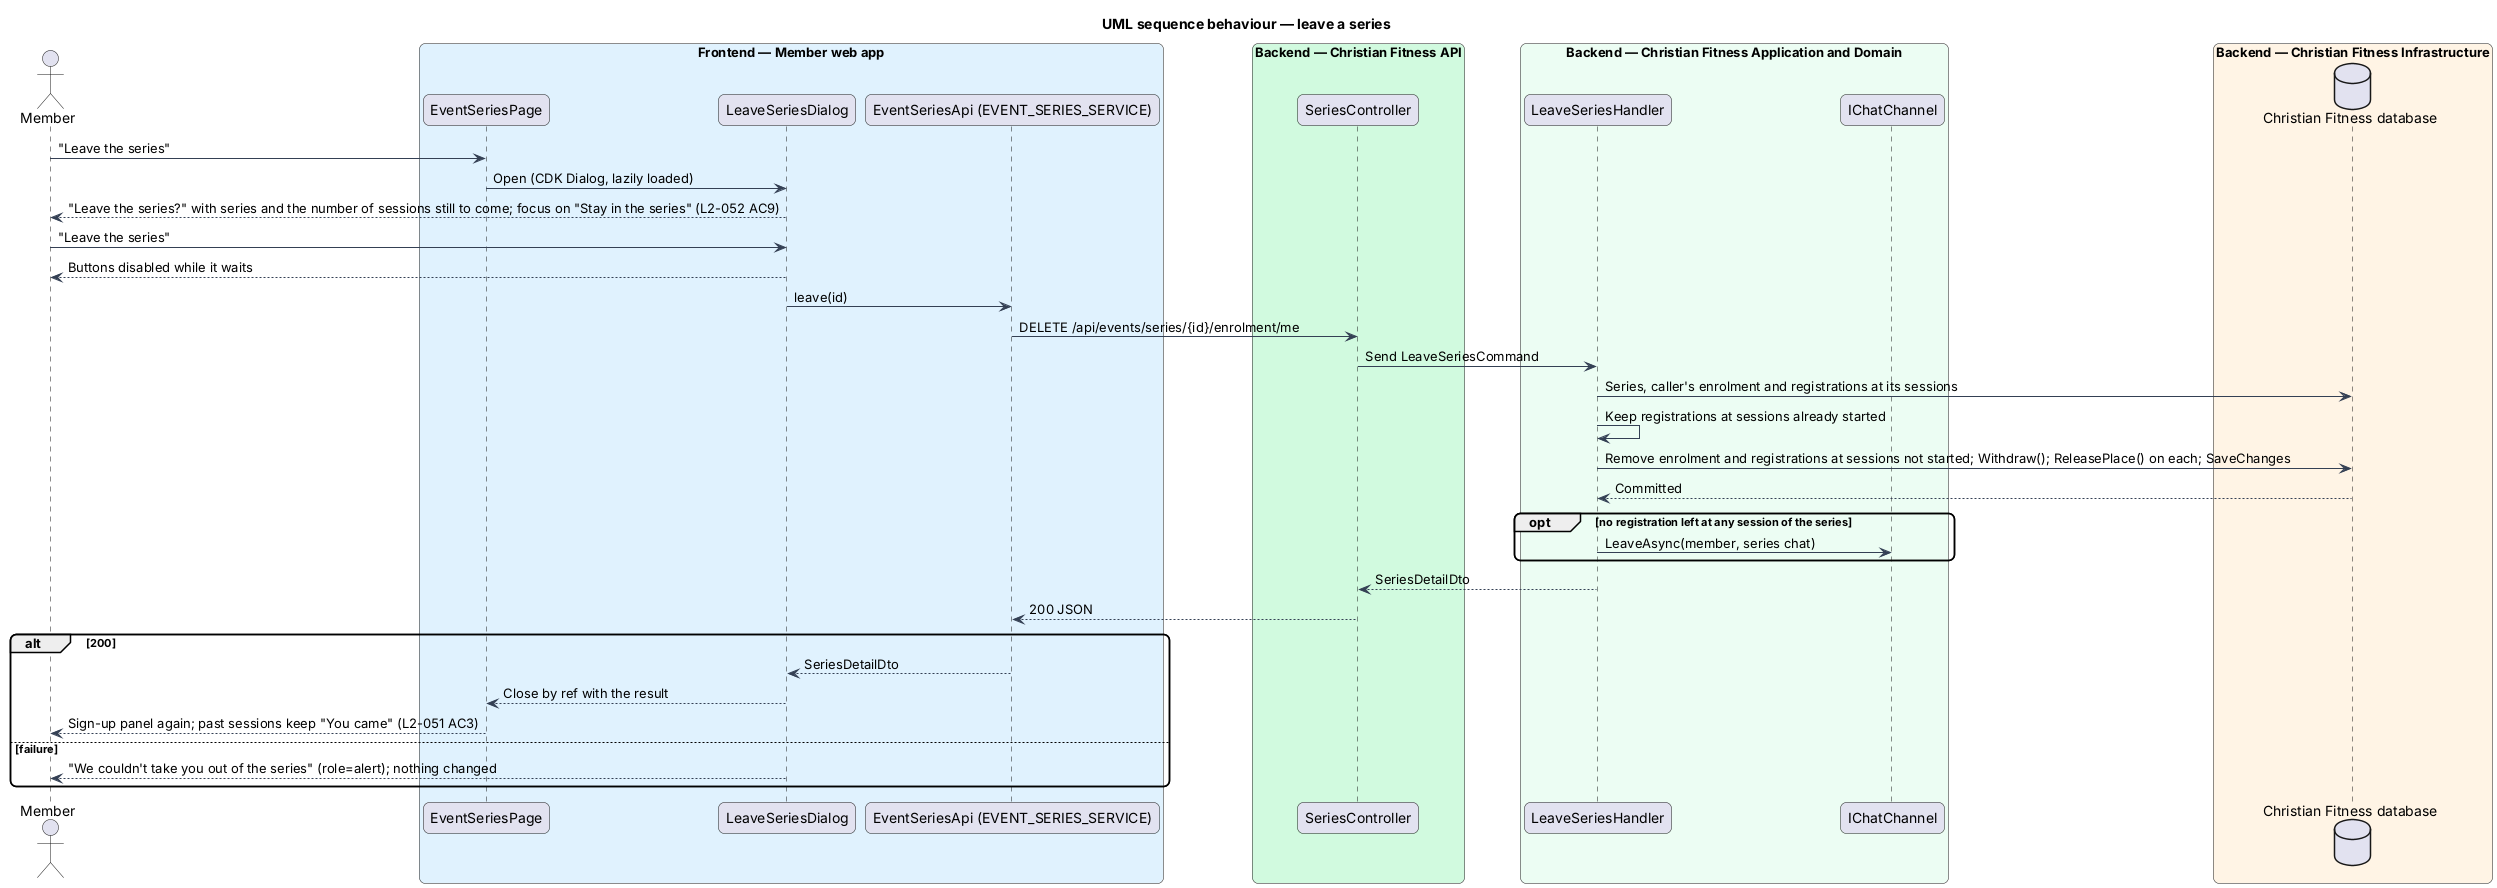 UML sequence behaviour — leave a series
Frontend — Member web app
Backend — Christian Fitness API
Backend — Christian Fitness Application and Domain
Backend — Christian Fitness Infrastructure
Member
EventSeriesPage
LeaveSeriesDialog
EventSeriesApi (EVENT_SERIES_SERVICE)
SeriesController
LeaveSeriesHandler
IChatChannel
Christian Fitness database
"Leave the series"
Open (CDK Dialog, lazily loaded)
"Leave the series?" with series and the number of sessions still to come; focus on "Stay in the series" (L2-052 AC9)
"Leave the series"
Buttons disabled while it waits
leave(id)
DELETE /api/events/series/{id}/enrolment/me
Send LeaveSeriesCommand
Series, caller's enrolment and registrations at its sessions
Keep registrations at sessions already started
Remove enrolment and registrations at sessions not started; Withdraw(); ReleasePlace() on each; SaveChanges
Committed
opt [no registration left at any session of the series]
LeaveAsync(member, series chat)
SeriesDetailDto
200 JSON
alt [200]
SeriesDetailDto
Close by ref with the result
Sign-up panel again; past sessions keep "You came" (L2-051 AC3)
[failure]
"We couldn't take you out of the series" (role=alert); nothing changed
Member
EventSeriesPage
LeaveSeriesDialog
EventSeriesApi (EVENT_SERIES_SERVICE)
SeriesController
LeaveSeriesHandler
IChatChannel
Christian Fitness database